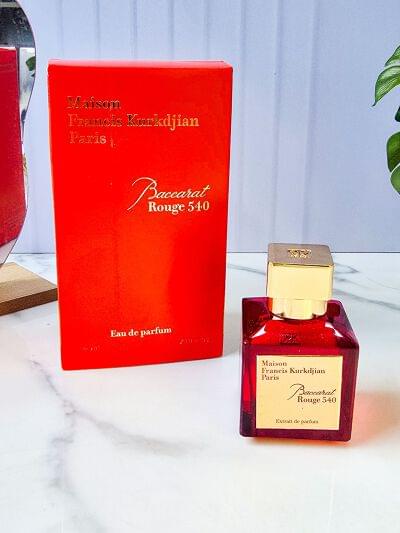 Maison
Francis Kurkdjian
Paris
Baccarat
Rouge 540
Eau de parfum
Maison
Francis Kurkdjian
Paris
Baccarat
Rouge 540
Extrait de parfum